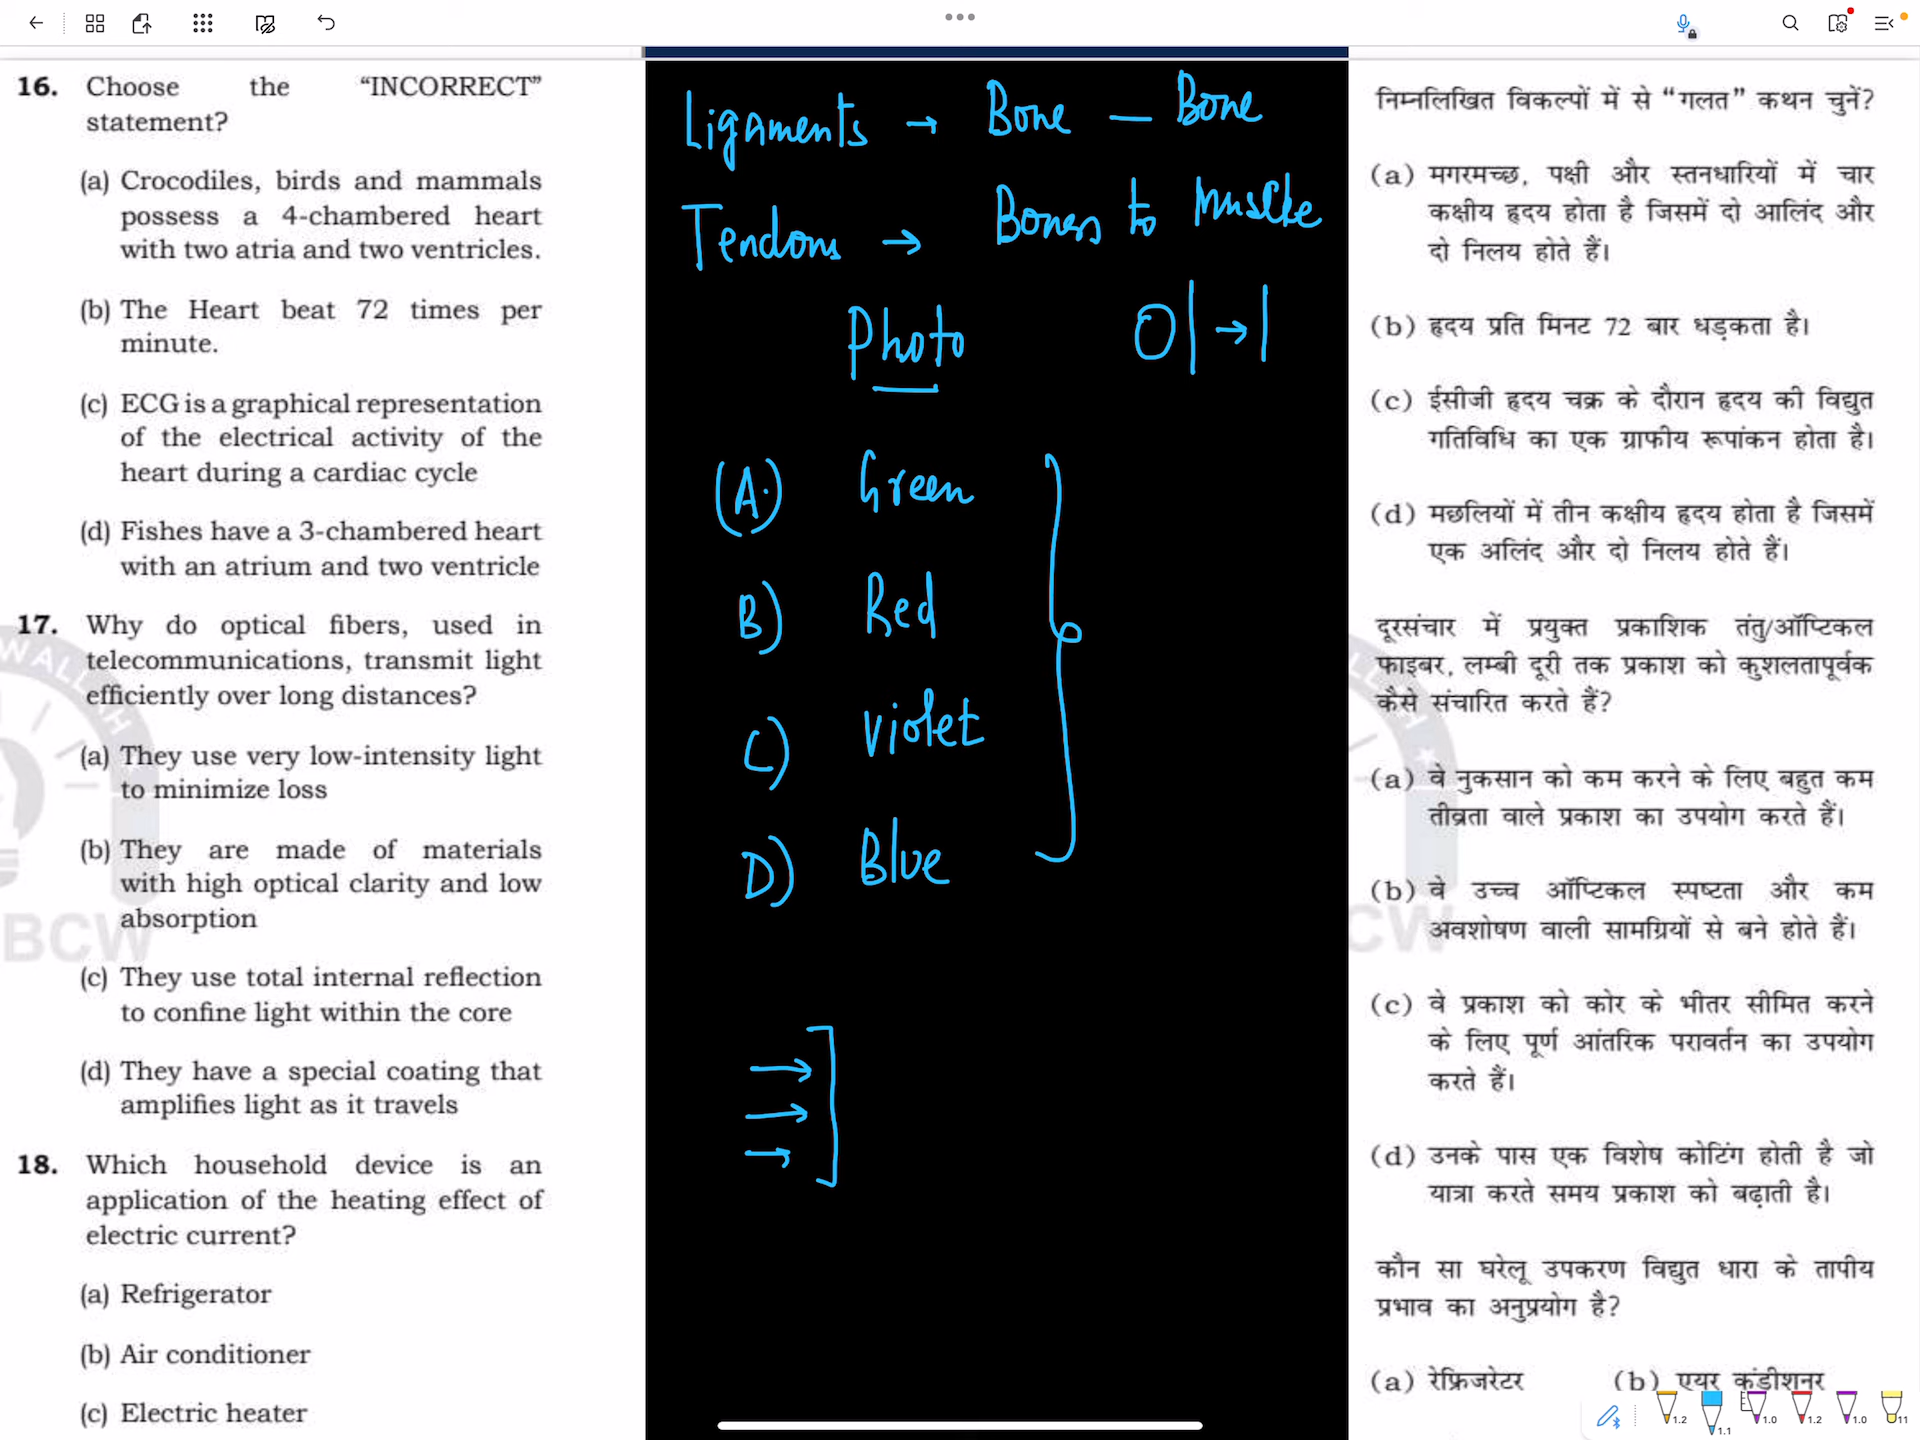 16. Choose the “INCORRECT”
statement?
(a) Crocodiles, birds and mammals
possess a 4-chambered heart
with two atria and two ventricles.
(b) The Heart beat 72 times per
minute.
(c) ECG is a graphical representation
of the electrical activity of the
heart during a cardiac cycle
(d) Fishes have a 3-chambered heart
with an atrium and two ventricle
17. Why do optical fibers, used in
telecommunications, transmit light
efficiently over long distances?
(a) They use very low-intensity light
to minimize loss
(b) They are made of materials
with high optical clarity and low
absorption
(c) They use total internal reflection
to confine light within the core
(d) They have a special coating that
amplifies light as it travels
18. Which household device is an
application of the heating effect of
electric current?
(a) Refrigerator
(b) Air conditioner
(c) Electric heater
Ligaments → Bone — Bone
Tendons → Bones to
Photo
(A.) Green
B) Red
C) Violet
D) Blue
निम्नलिखित विकल्पों में से “गलत” कथन चुनें?
(a) मगरमच्छ, पक्षी और स्तनधारियों में चार
कक्षीय हृदय होता है जिसमें दो आलिंद और
दो निलय होते हैं।
(b) हृदय प्रति मिनट 72 बार धड़कता है।
(c) ईसीजी हृदय चक्र के दौरान हृदय की विद्युत
गतिविधि का एक ग्राफीय रूपांकन होता है।
(d) मछलियों में तीन कक्षीय हृदय होता है जिसमें
एक अलिंद और दो निलय होते हैं।
दूरसंचार में प्रयुक्त प्रकाशिक तंतु/ऑप्टिकल
फाइबर, लम्बी दूरी तक प्रकाश को कुशलतापूर्वक
कैसे संचारित करते हैं?
(a) वे नुकसान को कम करने के लिए बहुत कम
तीव्रता वाले प्रकाश का उपयोग करते हैं।
(b) वे उच्च ऑप्टिकल स्पष्टता और कम
अवशोषण वाली सामग्रियों से बने होते हैं।
(c) वे प्रकाश को कोर के भीतर सीमित करने
के लिए पूर्ण आंतरिक परावर्तन का उपयोग
करते हैं।
(d) उनके पास एक विशेष कोटिंग होती है जो
यात्रा करते समय प्रकाश को बढ़ाती है।
कौन सा घरेलू उपकरण विद्युत धारा के तापीय
प्रभाव का अनुप्रयोग है?
(a) रेफ्रिजरेटर (b) एयर कंडीशनर
1.2 1.1 1.0 1.2 1.0 11